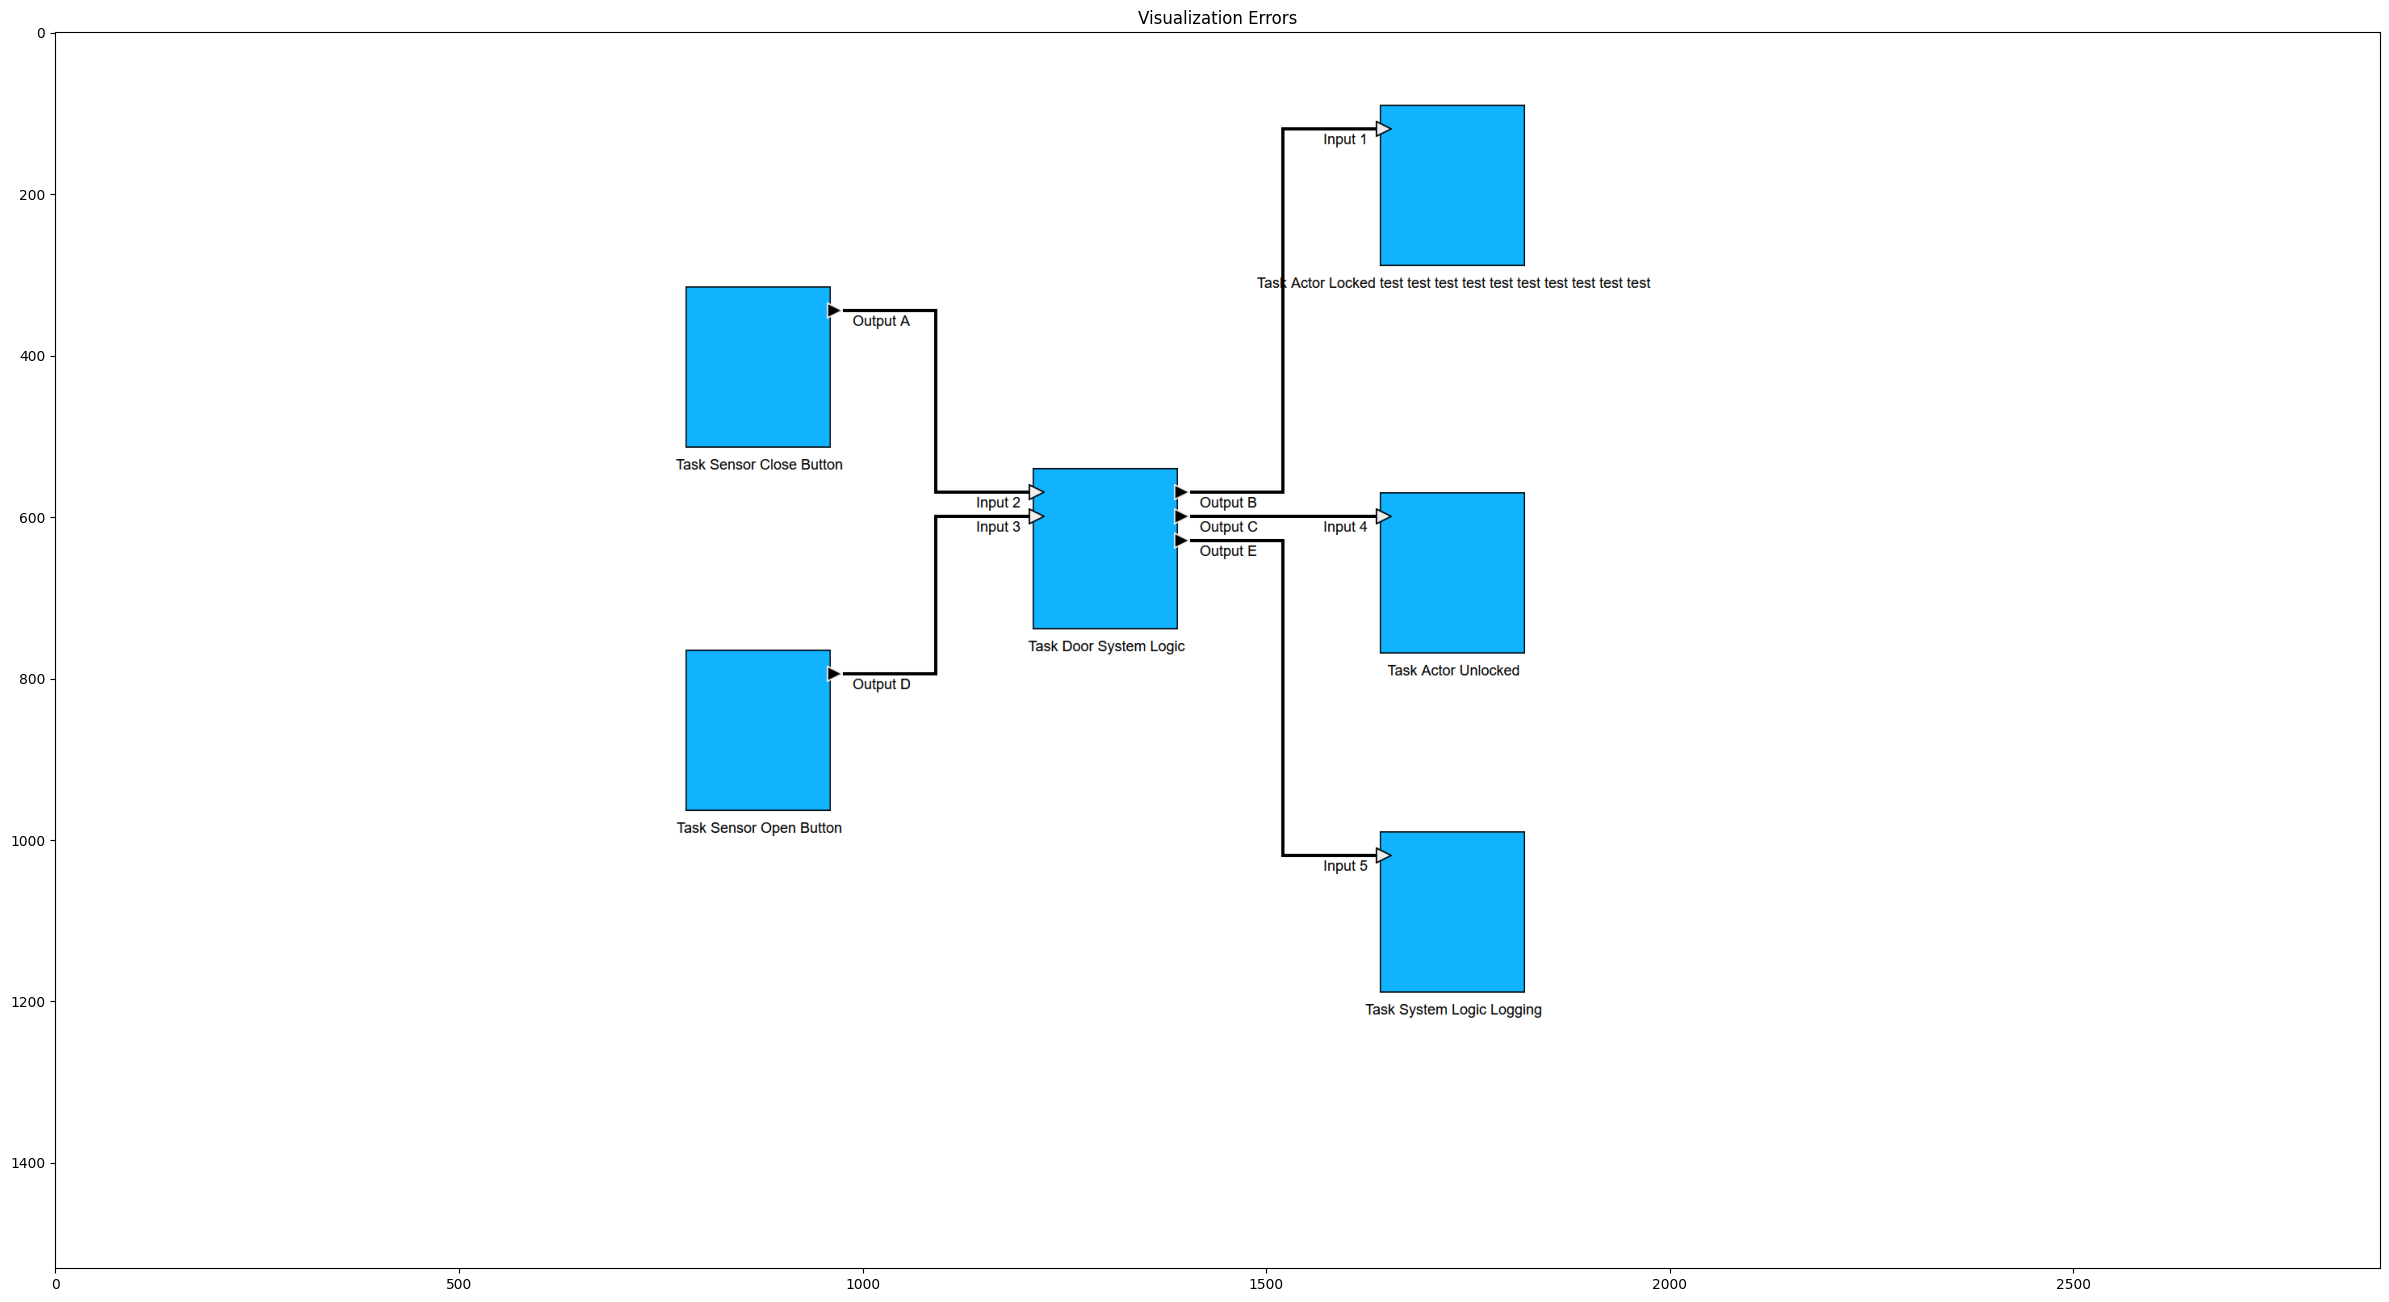 Visualization Errors
0
200
400
600
800
1000
1200
1400
Input 1
Task Actor Locked test test test test test test test test test test
Output A
Task Sensor Close Button
Input 2
Input 3
Output B
Output C
Output E
Input 4
Task Door System Logic
Task Actor Unlocked
Output D
Task Sensor Open Button
Input 5
Task System Logic Logging
0
500
1000
1500
2000
2500